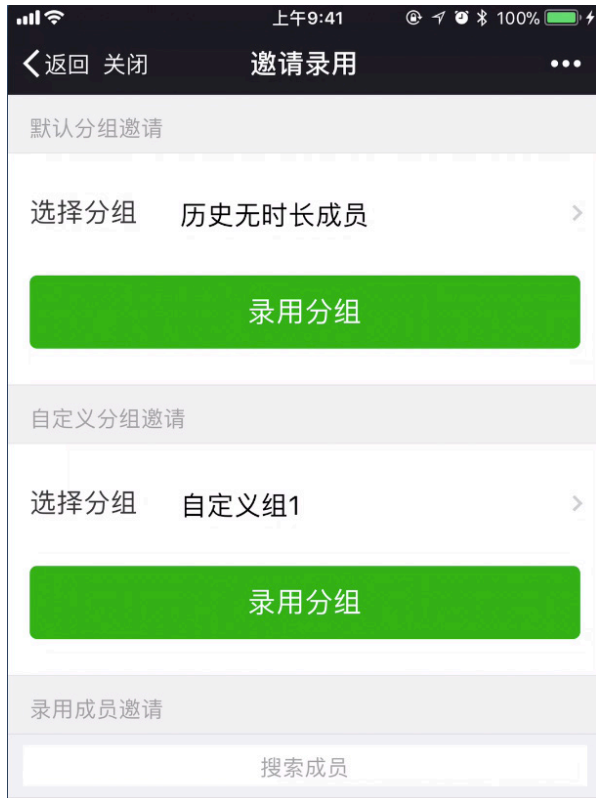 上午9:41 100%
返回 关闭 邀请录用
默认分组邀请
选择分组 历史无时长成员
录用分组
自定义分组邀请
选择分组 自定义组1
录用分组
录用成员邀请
搜索成员